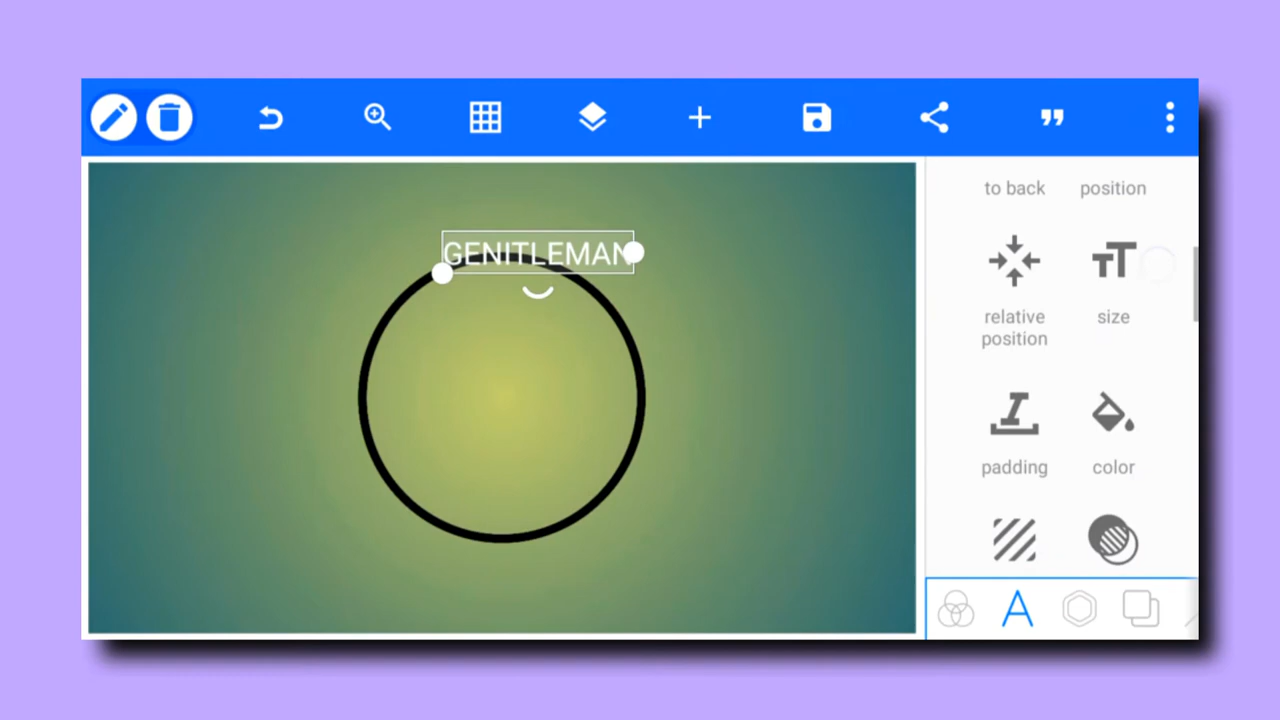 to back
position
GENITLEMAN
relative
position
size
padding
color